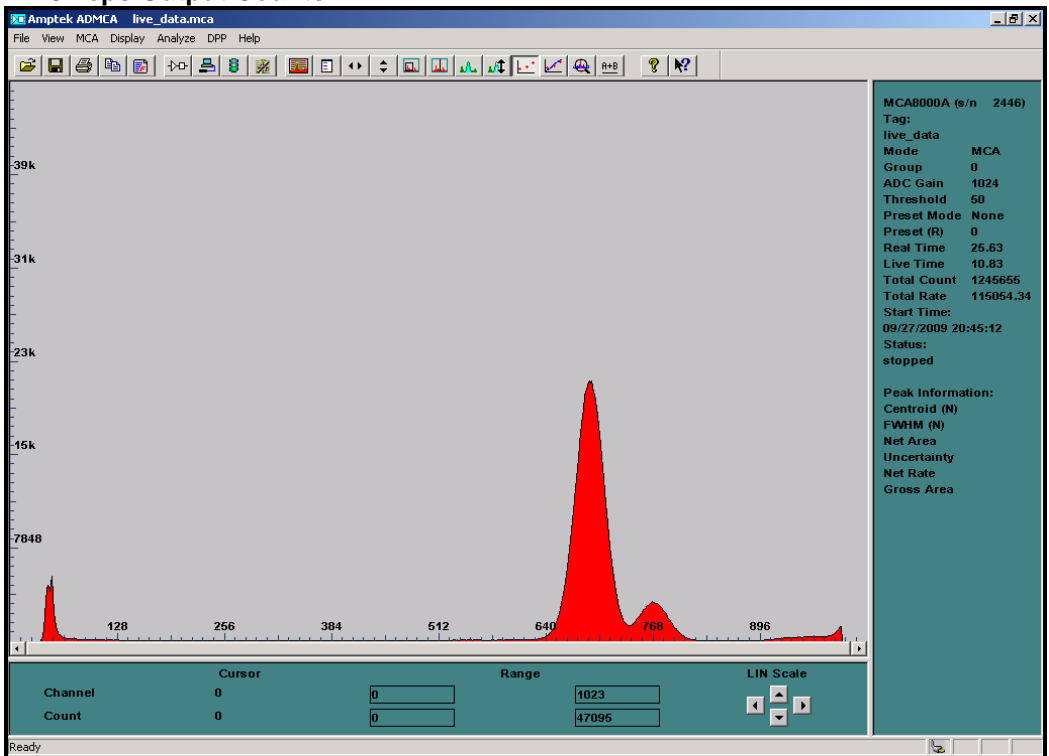 Amptek ADMCA live_data.mca
File View MCA Display Analyze DPP Help
A+B
39k
31k
23k
15k
7848
128 256 384 512 640 768 896
MCA8000A (s/n 2446)
Tag:
live_data
Mode MCA
Group 0
ADC Gain 1024
Threshold 50
Preset Mode None
Preset (R) 0
Real Time 25.63
Live Time 10.83
Total Count 1245655
Total Rate 115054.34
Start Time:
09/27/2009 20:45:12
Status:
stopped
Peak Information:
Centroid (N)
FWHM (N)
Net Area
Uncertainty
Net Rate
Gross Area
Cursor Range LIN Scale
Channel 0 0 1023
Count 0 0 47095
Ready